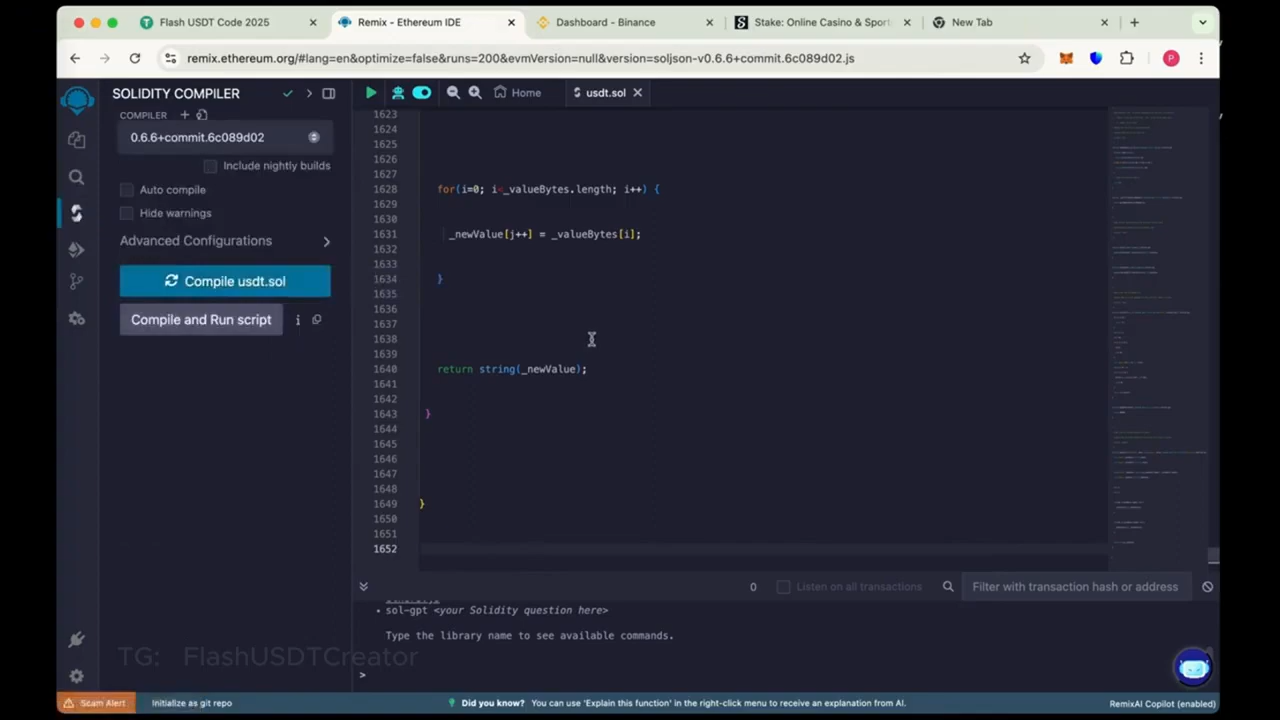 Flash USDT Code 2025
Remix - Ethereum IDE
Dashboard - Binance
Stake: Online Casino & Sport
New Tab
remix.ethereum.org/#lang=en&optimize=false&runs=200&evmVersion=null&version=soljson-v0.6.6+commit.6c089d02.js
P
SOLIDITY COMPILER
Home
usdt.sol
COMPILER
0.6.6+commit.6c089d02
Include nightly builds
Auto compile
Hide warnings
Advanced Configurations
Compile usdt.sol
Compile and Run script
i
1623
1624
1625
1626
1627
1628 for(i=0; i<_valueBytes.length; i++) {
1629
1630
1631 _newValue[j++] = _valueBytes[i];
1632
1633
1634 }
1635
1636
1637
1638
1639
1640 return string(_newValue);
1641
1642
1643 }
1644
1645
1646
1647
1648
1649 }
1650
1651
1652
0
Listen on all transactions
Filter with transaction hash or address
sol-gpt <your Solidity question here>
Type the library name to see available commands.
>
TG: FlashUSDTCreator
Scam Alert
Initialize as git repo
Did you know? You can use 'Explain this function' in the right-click menu to receive an explanation from AI.
RemixAI Copilot (enabled)